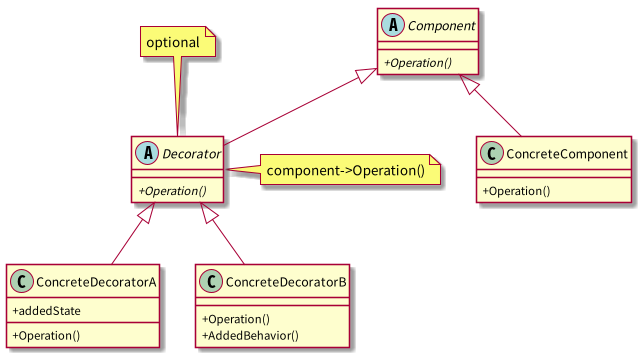 A Component
+Operation()
optional
A Decorator
+Operation()
component->Operation()
C ConcreteComponent
+Operation()
C ConcreteDecoratorA
+addedState
+Operation()
C ConcreteDecoratorB
+Operation()
+AddedBehavior()